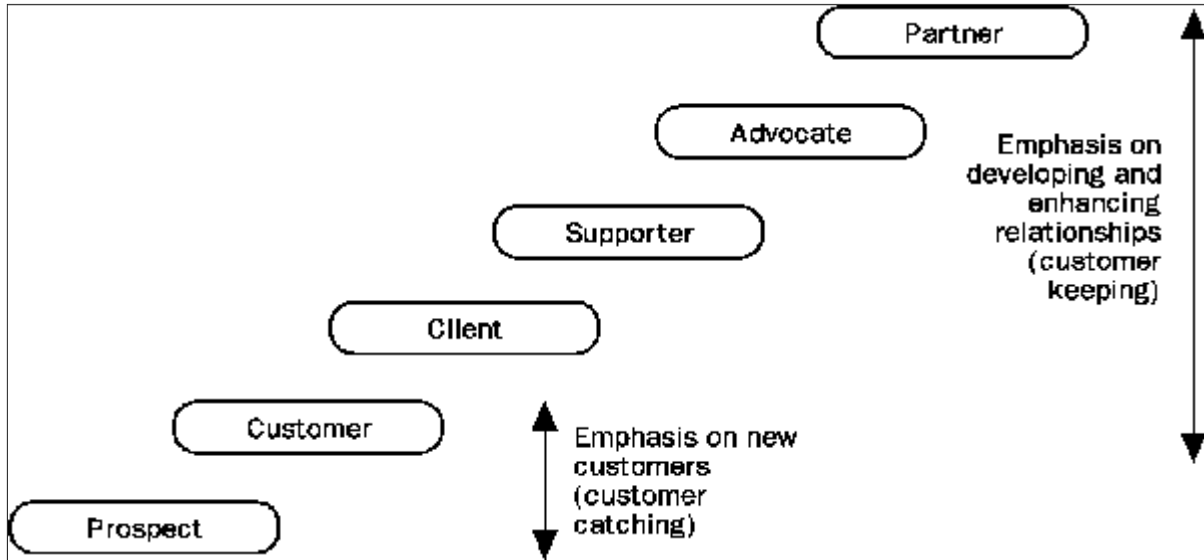 Partner
Advocate
Emphasis on
developing and
enhancing
relationships
(customer
keeping)
Supporter
Client
Customer
Emphasis on new
customers
(customer
catching)
Prospect